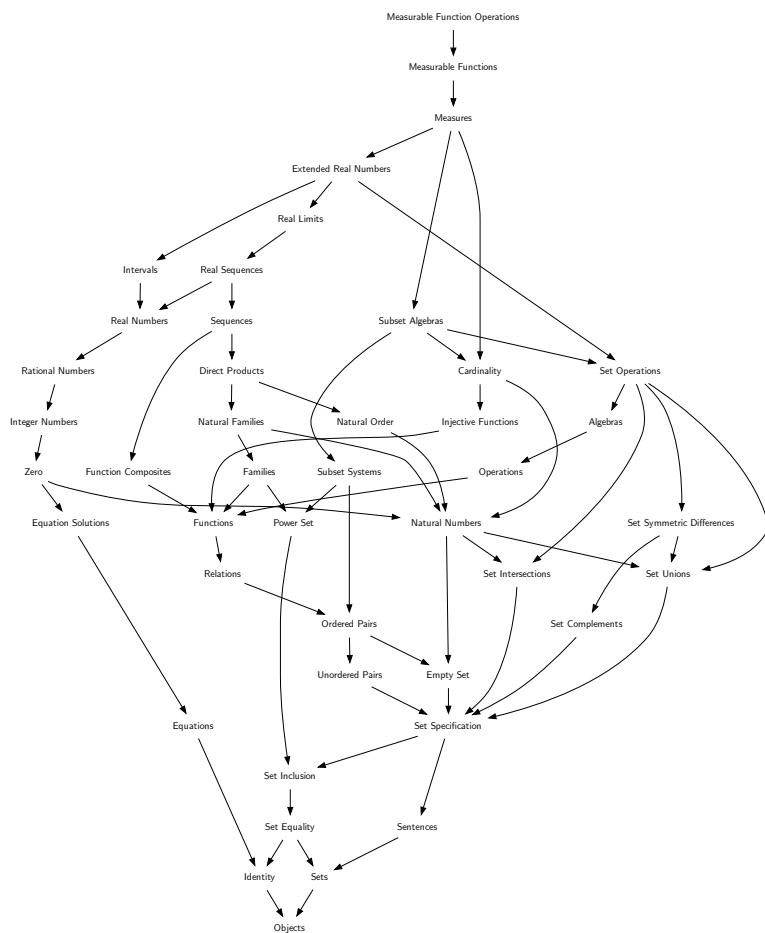 Measurable Function Operations
Measurable Functions
Measures
Extended Real Numbers
Real Limits
Intervals
Real Sequences
Real Numbers
Sequences
Subset Algebras
Rational Numbers
Direct Products
Cardinality
Set Operations
Integer Numbers
Natural Families
Natural Order
Injective Functions
Algebras
Zero
Function Composites
Families
Subset Systems
Operations
Equation Solutions
Functions
Power Set
Natural Numbers
Set Symmetric Differences
Relations
Set Intersections
Set Unions
Ordered Pairs
Set Complements
Unordered Pairs
Empty Set
Equations
Set Specification
Set Inclusion
Set Equality
Sentences
Identity
Sets
Objects